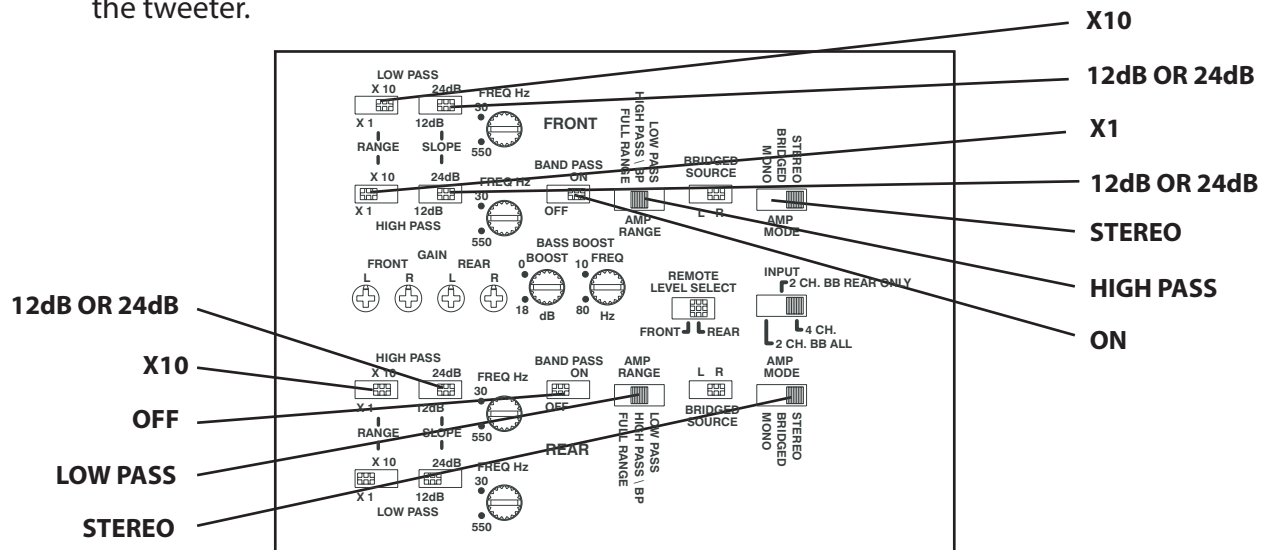 the tweeter.
X10
12dB OR 24dB
X1
12dB OR 24dB
STEREO
HIGH PASS
ON
12dB OR 24dB
X10
OFF
LOW PASS
STEREO
LOW PASS
X 10 24dB FREQ Hz
30
X 1 12dB
550
RANGE SLOPE
FRONT
LOW PASS
HIGH PASS \ BP
FULL RANGE
STEREO
BRIDGED
MONO
X 10 24dB FREQ Hz
30
X 1 12dB
550
HIGH PASS
BAND PASS
ON
OFF
AMP
RANGE
BRIDGED
SOURCE
L R
AMP
MODE
GAIN
FRONT REAR
L R L R
BASS BOOST
BOOST FREQ
0 10
18 80
dB Hz
REMOTE
LEVEL SELECT
FRONT REAR
INPUT
2 CH. BB REAR ONLY
4 CH.
2 CH. BB ALL
HIGH PASS
X 10 24dB FREQ Hz
30
X 1 12dB
550
RANGE SLOPE
BAND PASS
ON
OFF
AMP
RANGE
LOW PASS
HIGH PASS \ BP
FULL RANGE
L R
BRIDGED
SOURCE
AMP
MODE
STEREO
BRIDGED
MONO
REAR
X 10 24dB FREQ Hz
30
X 1 12dB
550
LOW PASS